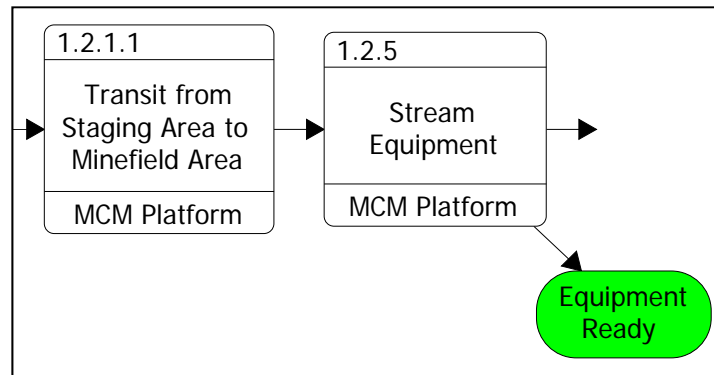 1.2.1.1
Transit from
Staging Area to
Minefield Area
MCM Platform
1.2.5
Stream
Equipment
MCM Platform
Equipment
Ready